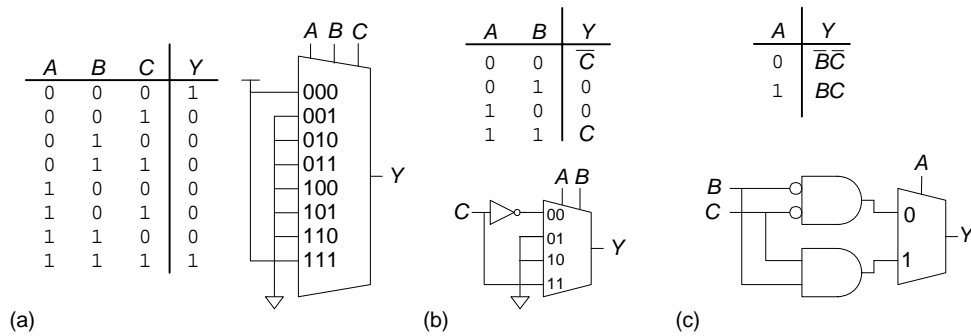 A B C Y
0 0 0 1
0 0 1 0
0 1 0 0
0 1 1 0
1 0 0 0
1 0 1 0
1 1 0 0
1 1 1 1
A B C
000
001
010
011
100
101
110
111
Y
(a)
A B Y
0 0 C̅
0 1 0
1 0 0
1 1 C
A B
C
00
01
10
11
Y
(b)
A Y
0 B̅C̅
1 BC
A
B
C
0
1
Y
(c)